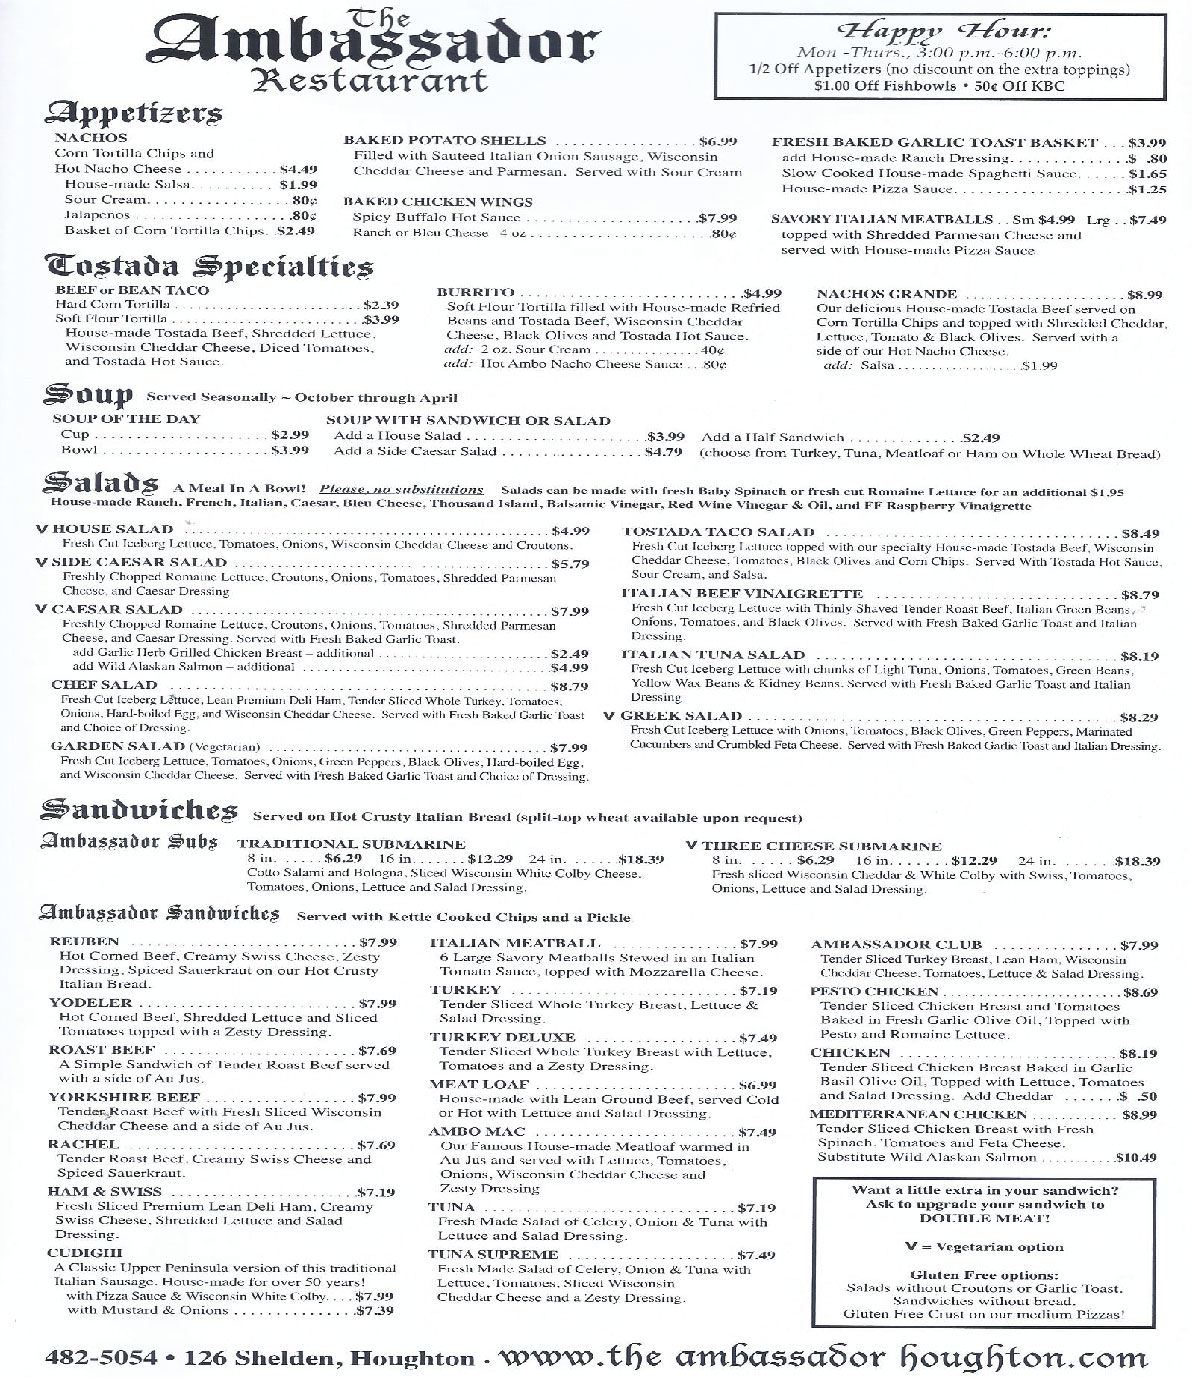 The
Ambassador
Restaurant
Happy Hour:
Mon -Thurs., 3:00 p.m.-6:00 p.m.
1/2 Off Appetizers (no discount on the extra toppings)
$1.00 Off Fishbowls • 50¢ Off KBC
Appetizers
NACHOS
Corn Tortilla Chips and
Hot Nacho Cheese ........... $4.49
House-made Salsa .......... $1.99
Sour Cream ................. 80¢
Jalapenos .................. .80¢
Basket of Corn Tortilla Chips. .$2.49
BAKED POTATO SHELLS ................. $6.99
Filled with Sauteed Italian Onion Sausage, Wisconsin
Cheddar Cheese and Parmesan. Served with Sour Cream
BAKED CHICKEN WINGS
Spicy Buffalo Hot Sauce ..................... $7.99
Ranch or Bleu Cheese 4 oz ..................... .80¢
FRESH BAKED GARLIC TOAST BASKET ... $3.99
add House-made Ranch Dressing ............ $ .80
Slow Cooked House-made Spaghetti Sauce ...... $1.65
House-made Pizza Sauce ..................... $1.25
SAVORY ITALIAN MEATBALLS .. Sm $4.99 Lrg .. $7.49
topped with Shredded Parmesan Cheese and
served with House-made Pizza Sauce
Tostada Specialties
BEEF or BEAN TACO
Hard Corn Tortilla ..................... $2.39
Soft Flour Tortilla ..................... $3.99
House-made Tostada Beef, Shredded Lettuce,
Wisconsin Cheddar Cheese, Diced Tomatoes,
and Tostada Hot Sauce.
BURRITO ........................ $4.99
Soft Flour Tortilla filled with House-made Refried
Beans and Tostada Beef, Wisconsin Cheddar
Cheese, Black Olives and Tostada Hot Sauce.
add: 2 oz. Sour Cream ............. 40¢
add: Hot Ambo Nacho Cheese Sauce ... 80¢
NACHOS GRANDE ................. $8.99
Our delicious House-made Tostada Beef served on
Corn Tortilla Chips and topped with Shredded Cheddar,
Lettuce, Tomato & Black Olives. Served with a
side of our Hot Nacho Cheese.
add: Salsa .................. $1.99
Soup Served Seasonally ~ October through April
SOUP OF THE DAY
Cup ..................... $2.99
Bowl ..................... $3.99
SOUP WITH SANDWICH OR SALAD
Add a House Salad ..................... $3.99
Add a Side Caesar Salad ................. $4.79
Add a Half Sandwich ............. $2.49
(choose from Turkey, Tuna, Meatloaf or Ham on Whole Wheat Bread)
Salads A Meal In A Bowl! Please, no substitutions Salads can be made with fresh Baby Spinach or fresh cut Romaine Lettuce for an additional $1.95
House-made Ranch, French, Italian, Caesar, Bleu Cheese, Thousand Island, Balsamic Vinegar, Red Wine Vinegar & Oil, and FF Raspberry Vinaigrette
V HOUSE SALAD ..................... $4.99
Fresh Cut Iceberg Lettuce, Tomatoes, Onions, Wisconsin Cheddar Cheese and Croutons.
V SIDE CAESAR SALAD ..................... $5.79
Freshly Chopped Romaine Lettuce, Croutons, Onions, Tomatoes, Shredded Parmesan
Cheese, and Caesar Dressing
V CAESAR SALAD ..................... $7.99
Freshly Chopped Romaine Lettuce, Croutons, Onions, Tomatoes, Shredded Parmesan
Cheese, and Caesar Dressing. Served with Fresh Baked Garlic Toast.
add Garlic Herb Grilled Chicken Breast – additional ............. $2.49
add Wild Alaskan Salmon – additional ..................... $4.99
CHEF SALAD ..................... $8.79
Fresh Cut Iceberg Lettuce, Lean Premium Deli Ham, Tender Sliced Whole Turkey, Tomatoes,
Onions, Hard-boiled Egg, and Wisconsin Cheddar Cheese. Served with Fresh Baked Garlic Toast
and Choice of Dressing.
GARDEN SALAD (Vegetarian) ..................... $7.99
Fresh Cut Iceberg Lettuce, Tomatoes, Onions, Green Peppers, Black Olives, Hard-boiled Egg,
and Wisconsin Cheddar Cheese. Served with Fresh Baked Garlic Toast and Choice of Dressing.
TOSTADA TACO SALAD ..................... $8.49
Fresh Cut Iceberg Lettuce topped with our specialty House-made Tostada Beef, Wisconsin
Cheddar Cheese, Tomatoes, Black Olives and Corn Chips. Served With Tostada Hot Sauce,
Sour Cream, and Salsa.
ITALIAN BEEF VINAIGRETTE ..................... $8.79
Fresh Cut Iceberg Lettuce with Thinly Shaved Tender Roast Beef, Italian Green Beans,
Onions, Tomatoes, and Black Olives. Served with Fresh Baked Garlic Toast and Italian
Dressing.
ITALIAN TUNA SALAD ..................... $8.19
Fresh Cut Iceberg Lettuce with chunks of Light Tuna, Onions, Tomatoes, Green Beans,
Yellow Wax Beans & Kidney Beans. Served with Fresh Baked Garlic Toast and Italian
Dressing
V GREEK SALAD ..................... $8.29
Fresh Cut Iceberg Lettuce with Onions, Tomatoes, Black Olives, Green Peppers, Marinated
Cucumbers and Crumbled Feta Cheese. Served with Fresh Baked Garlic Toast and Italian Dressing.
Sandwiches Served on Hot Crusty Italian Bread (split-top wheat available upon request)
Ambassador Subs
TRADITIONAL SUBMARINE
8 in. ...... $6.29 16 in. ...... $12.29 24 in. ...... $18.39
Cotto Salami and Bologna, Sliced Wisconsin White Colby Cheese.
Tomatoes, Onions, Lettuce and Salad Dressing.
V THREE CHEESE SUBMARINE
8 in. ...... $6.29 16 in. ...... $12.29 24 in. ...... $18.39
Fresh sliced Wisconsin Cheddar & White Colby with Swiss, Tomatoes,
Onions, Lettuce and Salad Dressing.
Ambassador Sandwiches Served with Kettle Cooked Chips and a Pickle
REUBEN ..................... $7.99
Hot Corned Beef, Creamy Swiss Cheese, Zesty
Dressing, Spiced Sauerkraut on our Hot Crusty
Italian Bread.
YODELER ..................... $7.99
Hot Corned Beef, Shredded Lettuce and Sliced
Tomatoes topped with a Zesty Dressing.
ROAST BEEF ..................... $7.69
A Simple Sandwich of Tender Roast Beef served
with a side of Au Jus.
YORKSHIRE BEEF ................. $7.99
Tender Roast Beef with Fresh Sliced Wisconsin
Cheddar Cheese and a side of Au Jus.
RACHEL ..................... $7.69
Tender Roast Beef, Creamy Swiss Cheese and
Spiced Sauerkraut.
HAM & SWISS ..................... $7.19
Fresh Sliced Premium Lean Deli Ham, Creamy
Swiss Cheese, Shredded Lettuce and Salad
Dressing.
CUDIGHI
A Classic Upper Peninsula version of this traditional
Italian Sausage. House-made for over 50 years!
with Pizza Sauce & Wisconsin White Colby .... $7.99
with Mustard & Onions ............. $7.39
ITALIAN MEATBALL ............. $7.99
6 Large Savory Meatballs Stewed in an Italian
Tomato Sauce, topped with Mozzarella Cheese.
TURKEY ..................... $7.19
Tender Sliced Whole Turkey Breast, Lettuce &
Salad Dressing.
TURKEY DELUXE ................. $7.49
Tender Sliced Whole Turkey Breast with Lettuce,
Tomatoes and a Zesty Dressing.
MEAT LOAF ..................... $6.99
House-made with Lean Ground Beef, served Cold
or Hot with Lettuce and Salad Dressing.
AMBO MAC ..................... $7.49
Our Famous House-made Meatloaf warmed in
Au Jus and served with Lettuce, Tomatoes,
Onions, Wisconsin Cheddar Cheese and
Zesty Dressing
TUNA ..................... $7.19
Fresh Made Salad of Celery, Onion & Tuna with
Lettuce and Salad Dressing.
TUNA SUPREME ................. $7.49
Fresh Made Salad of Celery, Onion & Tuna with
Lettuce, Tomatoes, Sliced Wisconsin
Cheddar Cheese and a Zesty Dressing.
AMBASSADOR CLUB ............. $7.99
Tender Sliced Turkey Breast, Lean Ham, Wisconsin
Cheddar Cheese, Tomatoes, Lettuce & Salad Dressing.
PESTO CHICKEN ................. $8.69
Tender Sliced Chicken Breast and Tomatoes
Baked in Fresh Garlic Olive Oil, Topped with
Pesto and Romaine Lettuce.
CHICKEN ..................... $8.19
Tender Sliced Chicken Breast Baked in Garlic
Basil Olive Oil, Topped with Lettuce, Tomatoes
and Salad Dressing. Add Cheddar ....... $ .50
MEDITERRANEAN CHICKEN ........... $8.99
Tender Sliced Chicken Breast with Fresh
Spinach, Tomatoes and Feta Cheese.
Substitute Wild Alaskan Salmon .......... $10.49
Want a little extra in your sandwich?
Ask to upgrade your sandwich to
DOUBLE MEAT!
V = Vegetarian option
Gluten Free options:
Salads without Croutons or Garlic Toast.
Sandwiches without bread.
Gluten Free Crust on our medium Pizzas!
482-5054 • 126 Shelden, Houghton - www.the ambassador houghton.com